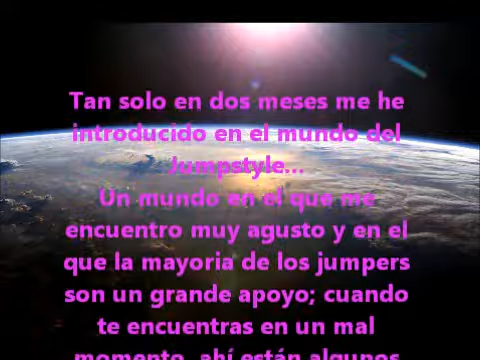 Tan solo en dos meses me he
introducido en el mundo del
Jumpstyle...
Un mundo en el que me
encuentro muy agusto y en el
que la mayoria de los jumpers
son un grande apoyo; cuando
te encuentras en un mal
momento, ahí están algunos